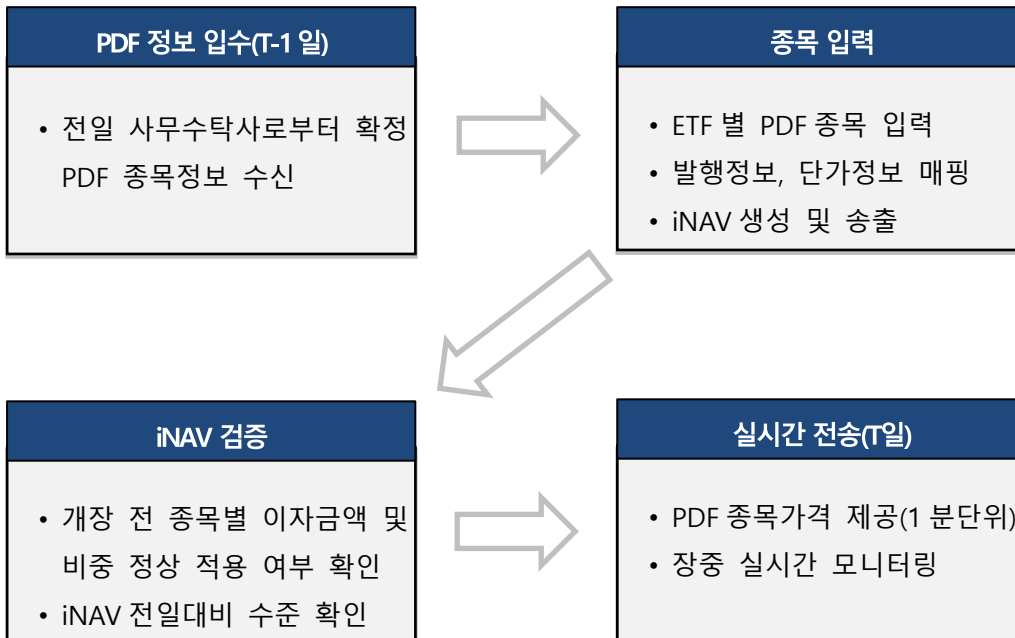 PDF 정보 입수(T-1 일)
• 전일 사무수탁사로부터 확정
PDF 종목정보 수신
종목 입력
• ETF 별 PDF 종목 입력
• 발행정보, 단가정보 매핑
• iNAV 생성 및 송출
iNAV 검증
• 개장 전 종목별 이자금액 및
비중 정상 적용 여부 확인
• iNAV 전일대비 수준 확인
실시간 전송(T일)
• PDF 종목가격 제공(1 분단위)
• 장중 실시간 모니터링